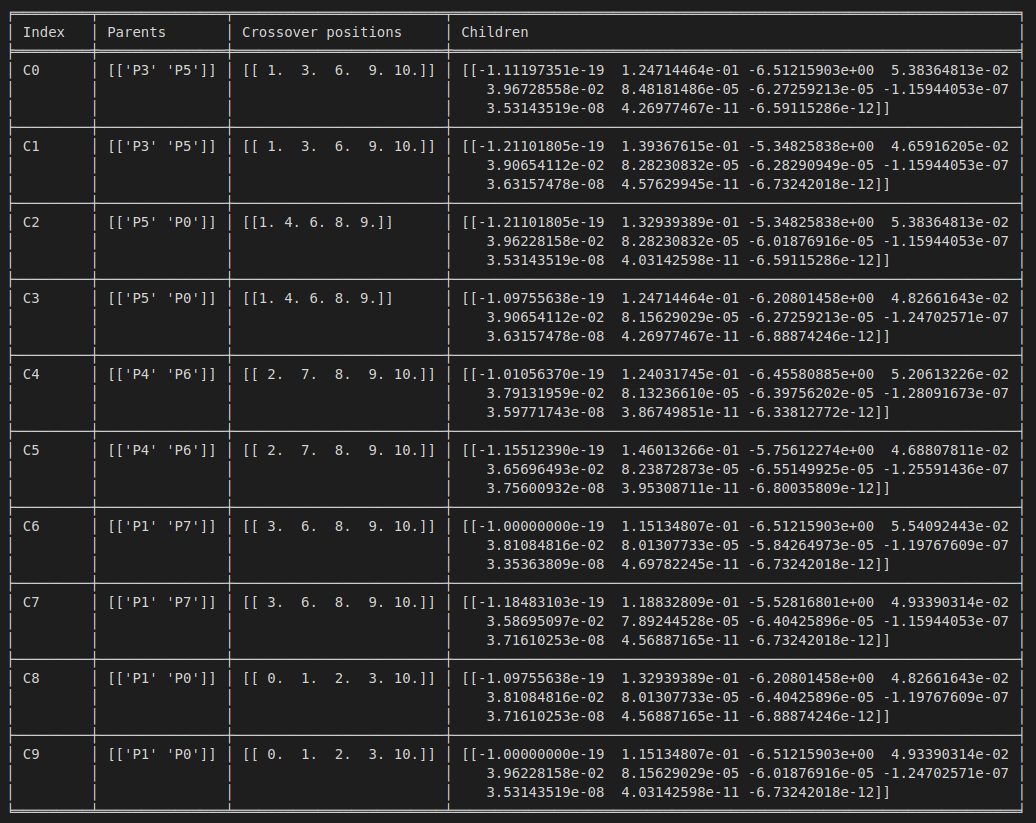 Index Parents Crossover positions Children
C0 [['P3' 'P5']] [[ 1. 3. 6. 9. 10.]] [[-1.11197351e-19 1.24714464e-01 -6.51215903e+00 5.38364813e-02
3.96728558e-02 8.48181486e-05 -6.27259213e-05 -1.15944053e-07
3.53143519e-08 4.26977467e-11 -6.59115286e-12]]
C1 [['P3' 'P5']] [[ 1. 3. 6. 9. 10.]] [[-1.21101805e-19 1.39367615e-01 -5.34825838e+00 4.65916205e-02
3.90654112e-02 8.28230832e-05 -6.28290949e-05 -1.15944053e-07
3.63157478e-08 4.57629945e-11 -6.73242018e-12]]
C2 [['P5' 'P0']] [[1. 4. 6. 8. 9.]] [[-1.21101805e-19 1.32939389e-01 -5.34825838e+00 5.38364813e-02
3.96228158e-02 8.28230832e-05 -6.01876916e-05 -1.15944053e-07
3.53143519e-08 4.03142598e-11 -6.59115286e-12]]
C3 [['P5' 'P0']] [[1. 4. 6. 8. 9.]] [[-1.09755638e-19 1.24714464e-01 -6.20801458e+00 4.82661643e-02
3.90654112e-02 8.15629029e-05 -6.27259213e-05 -1.24702571e-07
3.63157478e-08 4.26977467e-11 -6.88874246e-12]]
C4 [['P4' 'P6']] [[ 2. 7. 8. 9. 10.]] [[-1.01056370e-19 1.24031745e-01 -6.45580885e+00 5.20613226e-02
3.79131959e-02 8.13236610e-05 -6.39756202e-05 -1.28091673e-07
3.59771743e-08 3.86749851e-11 -6.33812772e-12]]
C5 [['P4' 'P6']] [[ 2. 7. 8. 9. 10.]] [[-1.15512390e-19 1.46013266e-01 -5.75612274e+00 4.68807811e-02
3.65696493e-02 8.23872873e-05 -6.55149925e-05 -1.25591436e-07
3.75600932e-08 3.95308711e-11 -6.80035809e-12]]
C6 [['P1' 'P7']] [[ 3. 6. 8. 9. 10.]] [[-1.00000000e-19 1.15134807e-01 -6.51215903e+00 5.54092443e-02
3.81084816e-02 8.01307733e-05 -5.84264973e-05 -1.19767609e-07
3.35363809e-08 4.69782245e-11 -6.73242018e-12]]
C7 [['P1' 'P7']] [[ 3. 6. 8. 9. 10.]] [[-1.18483103e-19 1.18832809e-01 -5.52816801e+00 4.93390314e-02
3.58695097e-02 7.89244528e-05 -6.40425896e-05 -1.15944053e-07
3.71610253e-08 4.56887165e-11 -6.73242018e-12]]
C8 [['P1' 'P0']] [[ 0. 1. 2. 3. 10.]] [[-1.09755638e-19 1.32939389e-01 -6.20801458e+00 4.82661643e-02
3.81084816e-02 8.01307733e-05 -6.40425896e-05 -1.19767609e-07
3.71610253e-08 4.56887165e-11 -6.88874246e-12]]
C9 [['P1' 'P0']] [[ 0. 1. 2. 3. 10.]] [[-1.00000000e-19 1.15134807e-01 -6.51215903e+00 4.93390314e-02
3.96228158e-02 8.15629029e-05 -6.01876916e-05 -1.24702571e-07
3.53143519e-08 4.03142598e-11 -6.73242018e-12]]